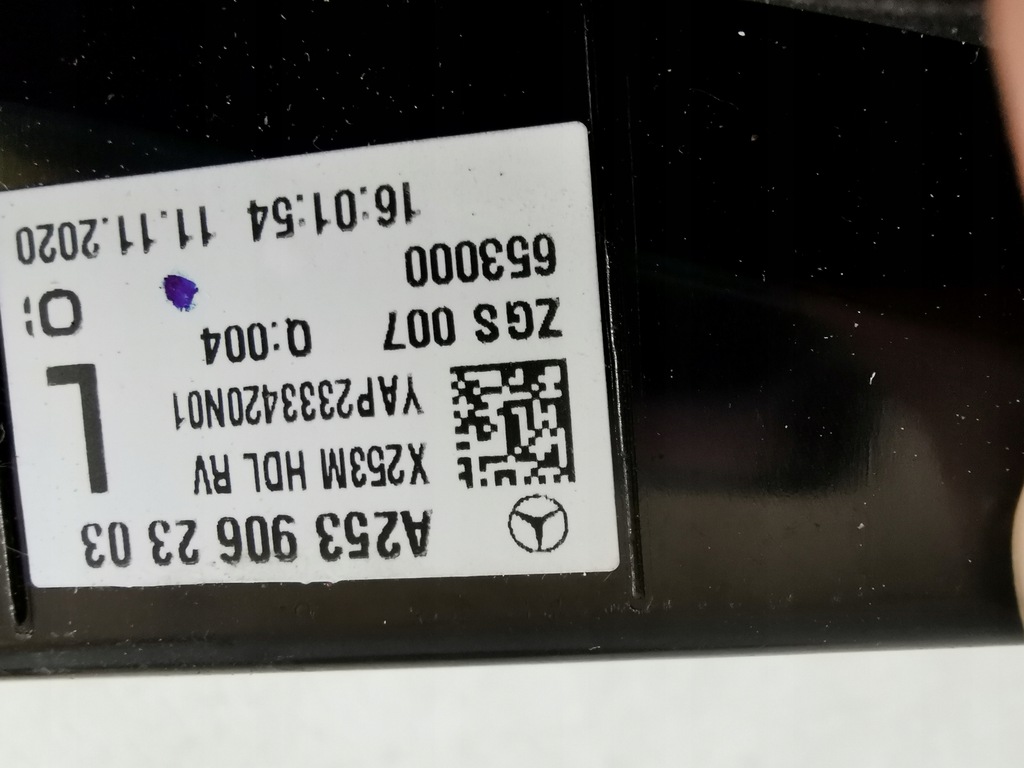 A253 906 23 03
X253M HDL RV
YAP2333420N01
L
ZGS 007 Q:004
653000
16:01:54 11.11.2020